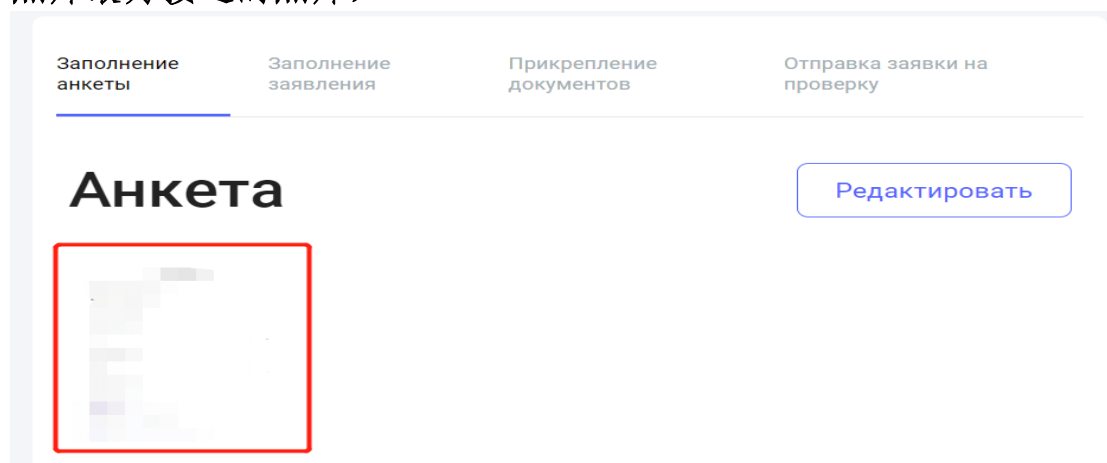 Заполнение
анкеты
Заполнение
заявления
Прикрепление
документов
Отправка заявки на
проверку
Анкета
Редактировать